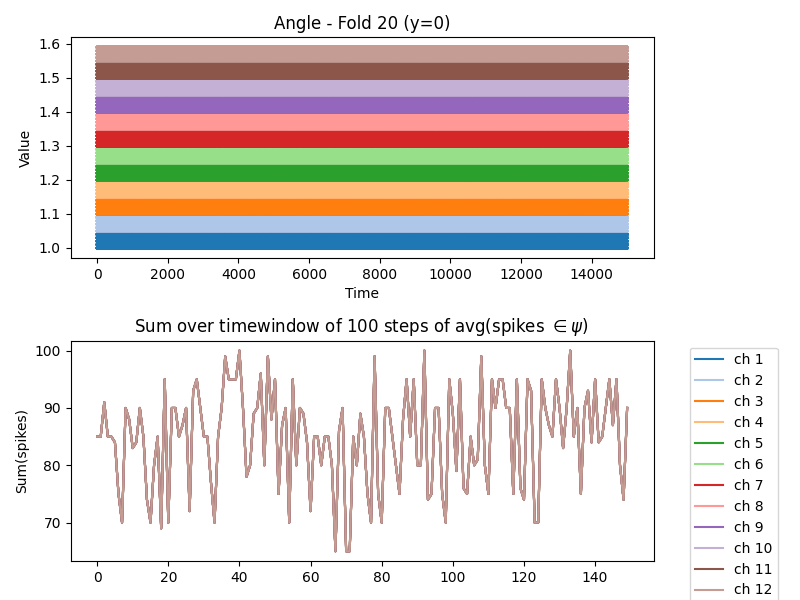 Angle - Fold 20 (y=0)
1.6
1.5
1.4
1.3
1.2
1.1
1.0
Value
0 2000 4000 6000 8000 10000 12000 14000
Time
Sum over timewindow of 100 steps of avg(spikes ∈ ψ)
100
90
80
70
Sum(spikes)
0 20 40 60 80 100 120 140
ch 1
ch 2
ch 3
ch 4
ch 5
ch 6
ch 7
ch 8
ch 9
ch 10
ch 11
ch 12